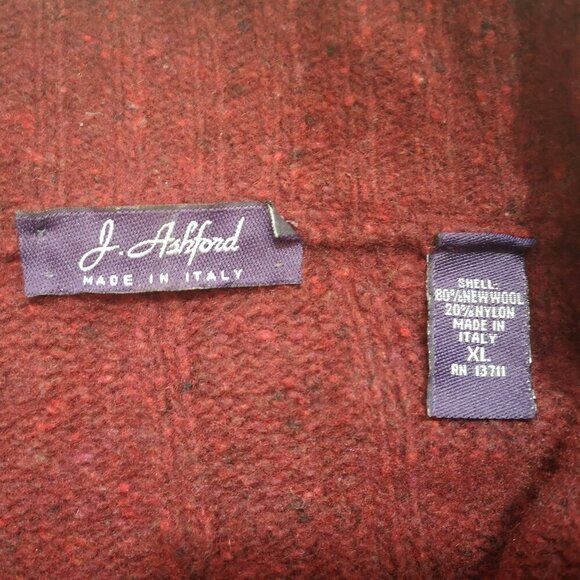 J. Ashford
MADE IN ITALY
SHELL:
80% NEW WOOL
20% NYLON
MADE IN
ITALY
XL
RN 13711